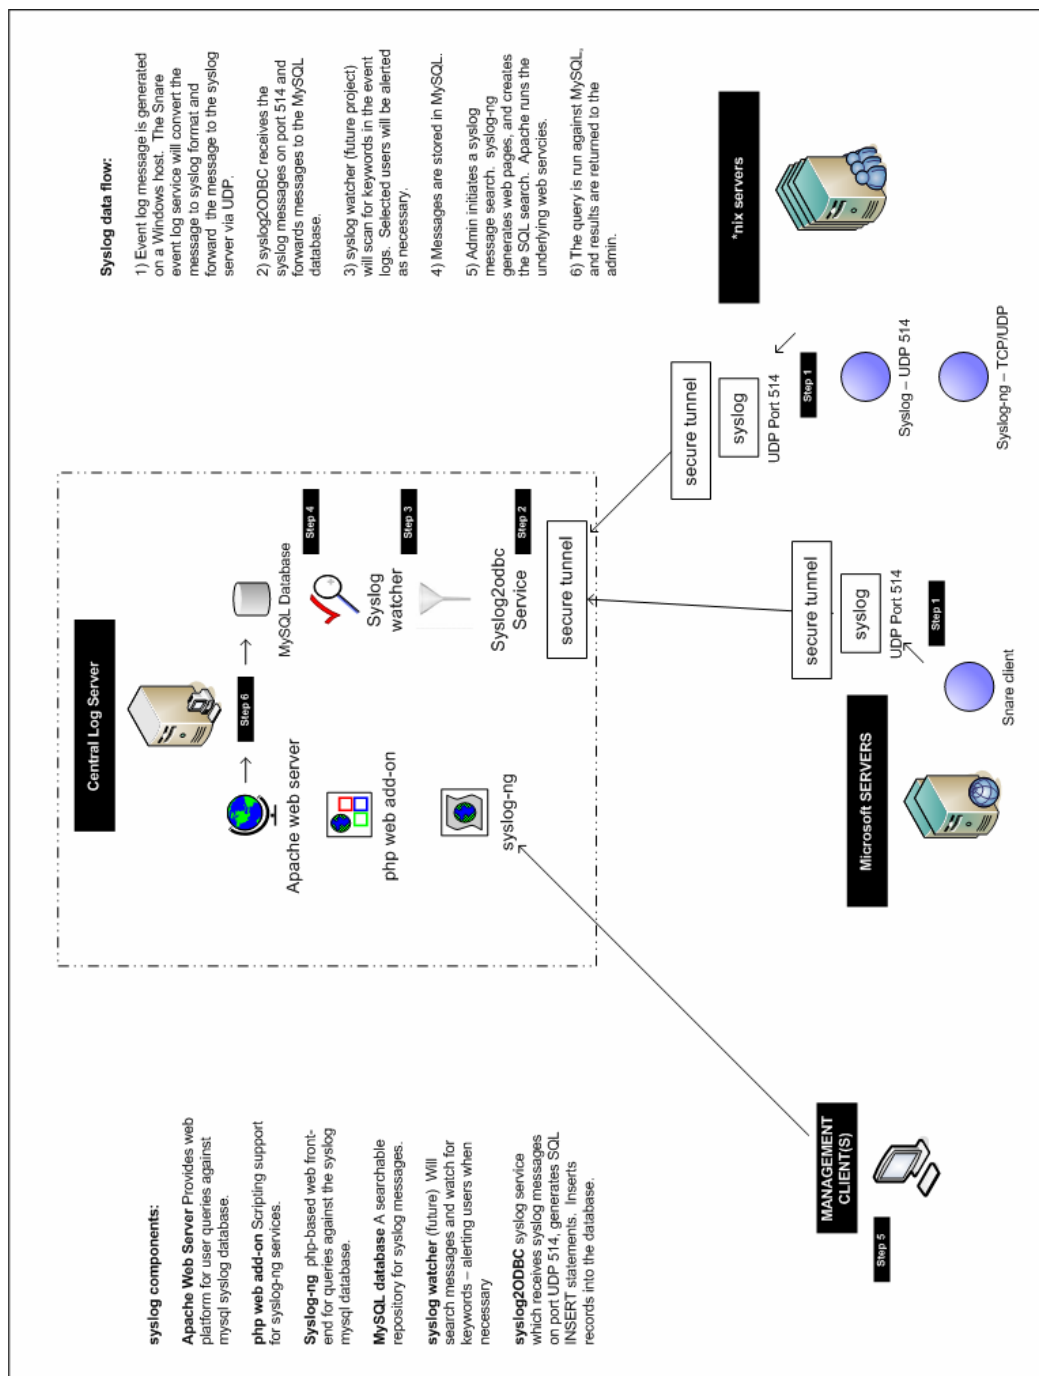 syslog components:
Apache Web Server Provides web
platform for user queries against
mysql syslog database.
php web add-on Scripting support
for syslog-ng services.
Syslog-ng php-based web front-
end for queries against the syslog
mysql database.
MySQL database A searchable
repository for syslog messages.
syslog watcher (future) Will
search messages and watch for
keywords – alerting users when
necessary
syslog2ODBC syslog service
which receives syslog messages
on port UDP 514, generates SQL
INSERT statements. Inserts
records into the database.
Central Log Server
Apache web server
Step 6
MySQL Database
Step 4
php web add-on
Syslog
watcher
Step 3
syslog-ng
Syslog2odbc
Service
Step 2
secure tunnel
Syslog data flow:
1) Event log message is generated
on a Windows host. The Snare
event log service will convert the
message to syslog format and
forward the message to the syslog
server via UDP.
2) syslog2ODBC receives the
syslog messages on port 514 and
forwards messages to the MySQL
database.
3) syslog watcher (future project)
will scan for keywords in the event
logs. Selected users will be alerted
as necessary.
4) Messages are stored in MySQL.
5) Admin initiates a syslog
message search. syslog-ng
generates web pages, and creates
the SQL search. Apache runs the
underlying web servcies.
6) The query is run against MySQL,
and results are returned to the
admin.
MANAGEMENT
CLIENT(S)
Step 5
Microsoft SERVERS
secure tunnel
syslog
UDP Port 514
Step 1
Snare client
secure tunnel
syslog
UDP Port 514
Step 1
Syslog – UDP 514
Syslog-ng – TCP/UDP
*nix servers